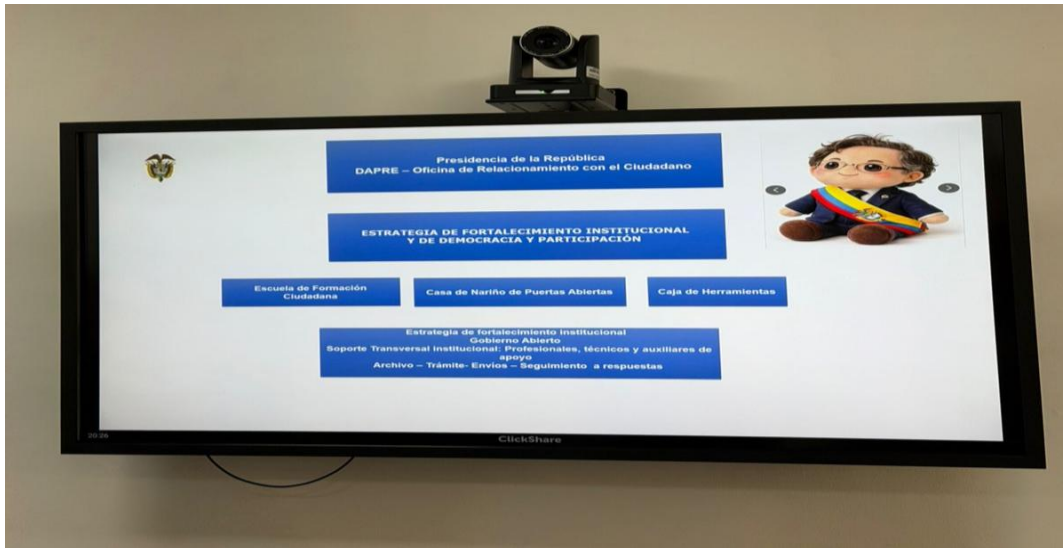 Presidencia de la República
DAPRE – Oficina de Relacionamiento con el Ciudadano
ESTRATEGIA DE FORTALECIMIENTO INSTITUCIONAL
Y DE DEMOCRACIA Y PARTICIPACIÓN
Escuela de Formación
Ciudadana
Casa de Nariño de Puertas Abiertas
Caja de Herramientas
Estrategia de fortalecimiento institucional
Gobierno Abierto
Soporte Transversal Institucional: Profesionales, técnicos y auxiliares de
apoyo
Archivo – Trámite- Envíos – Seguimiento a respuestas
20:26
ClickShare